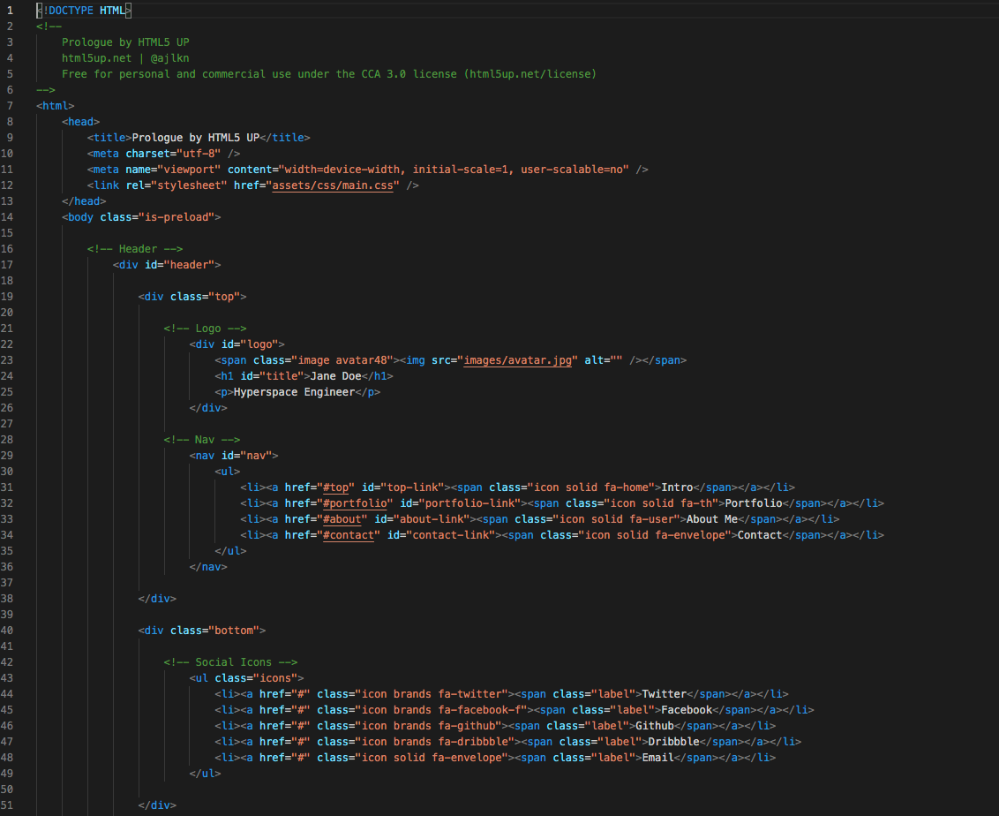 1 <!DOCTYPE HTML>
2 <!--
3 Prologue by HTML5 UP
4 html5up.net | @ajlkn
5 Free for personal and commercial use under the CCA 3.0 license (html5up.net/license)
6 -->
7 <html>
8 <head>
9 <title>Prologue by HTML5 UP</title>
10 <meta charset="utf-8" />
11 <meta name="viewport" content="width=device-width, initial-scale=1, user-scalable=no" />
12 <link rel="stylesheet" href="assets/css/main.css" />
13 </head>
14 <body class="is-preload">
15
16 <!-- Header -->
17 <div id="header">
18
19 <div class="top">
20
21 <!-- Logo -->
22 <div id="logo">
23 <span class="image avatar48"><img src="images/avatar.jpg" alt="" /></span>
24 <h1 id="title">Jane Doe</h1>
25 <p>Hyperspace Engineer</p>
26 </div>
27
28 <!-- Nav -->
29 <nav id="nav">
30 <ul>
31 <li><a href="#top" id="top-link"><span class="icon solid fa-home">Intro</span></a></li>
32 <li><a href="#portfolio" id="portfolio-link"><span class="icon solid fa-th">Portfolio</span></a></li>
33 <li><a href="#about" id="about-link"><span class="icon solid fa-user">About Me</span></a></li>
34 <li><a href="#contact" id="contact-link"><span class="icon solid fa-envelope">Contact</span></a></li>
35 </ul>
36 </nav>
37
38 </div>
39
40 <div class="bottom">
41
42 <!-- Social Icons -->
43 <ul class="icons">
44 <li><a href="#" class="icon brands fa-twitter"><span class="label">Twitter</span></a></li>
45 <li><a href="#" class="icon brands fa-facebook-f"><span class="label">Facebook</span></a></li>
46 <li><a href="#" class="icon brands fa-github"><span class="label">Github</span></a></li>
47 <li><a href="#" class="icon brands fa-dribbble"><span class="label">Dribbble</span></a></li>
48 <li><a href="#" class="icon solid fa-envelope"><span class="label">Email</span></a></li>
49 </ul>
50
51 </div>